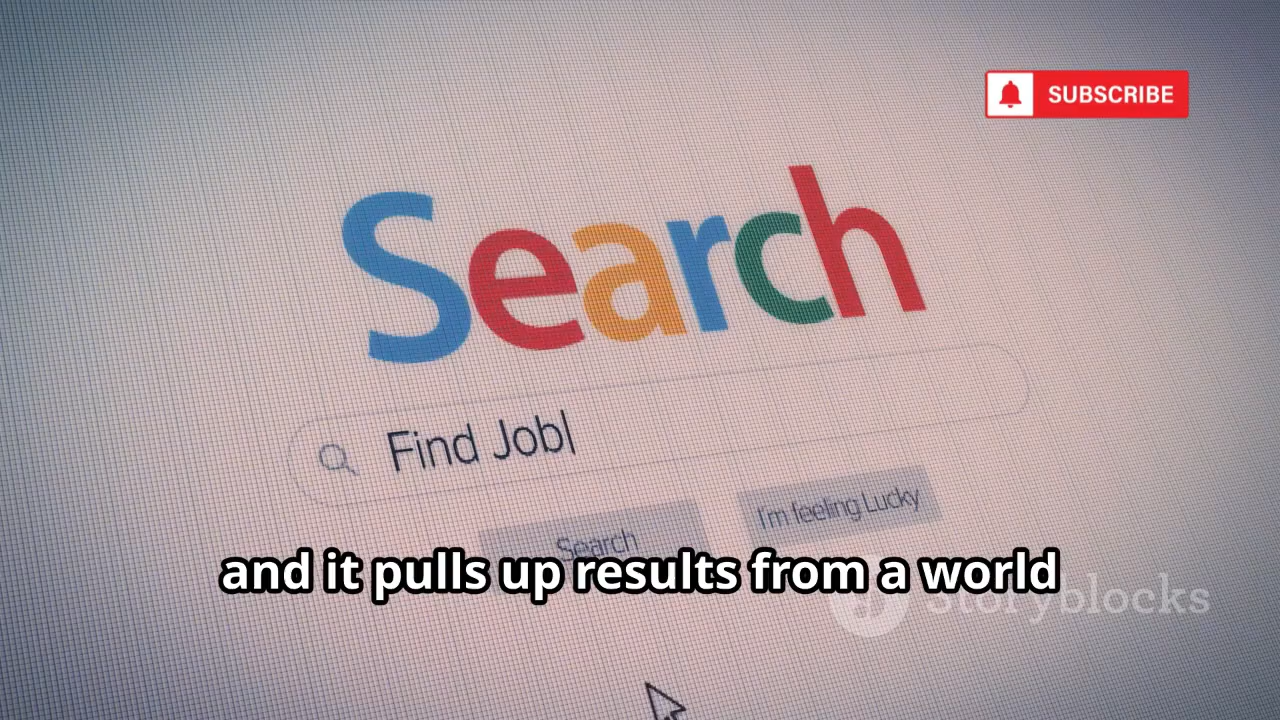 SUBSCRIBE
Search
Find Job
Search
I'm feeling Lucky
and it pulls up results from a world
Storyblocks